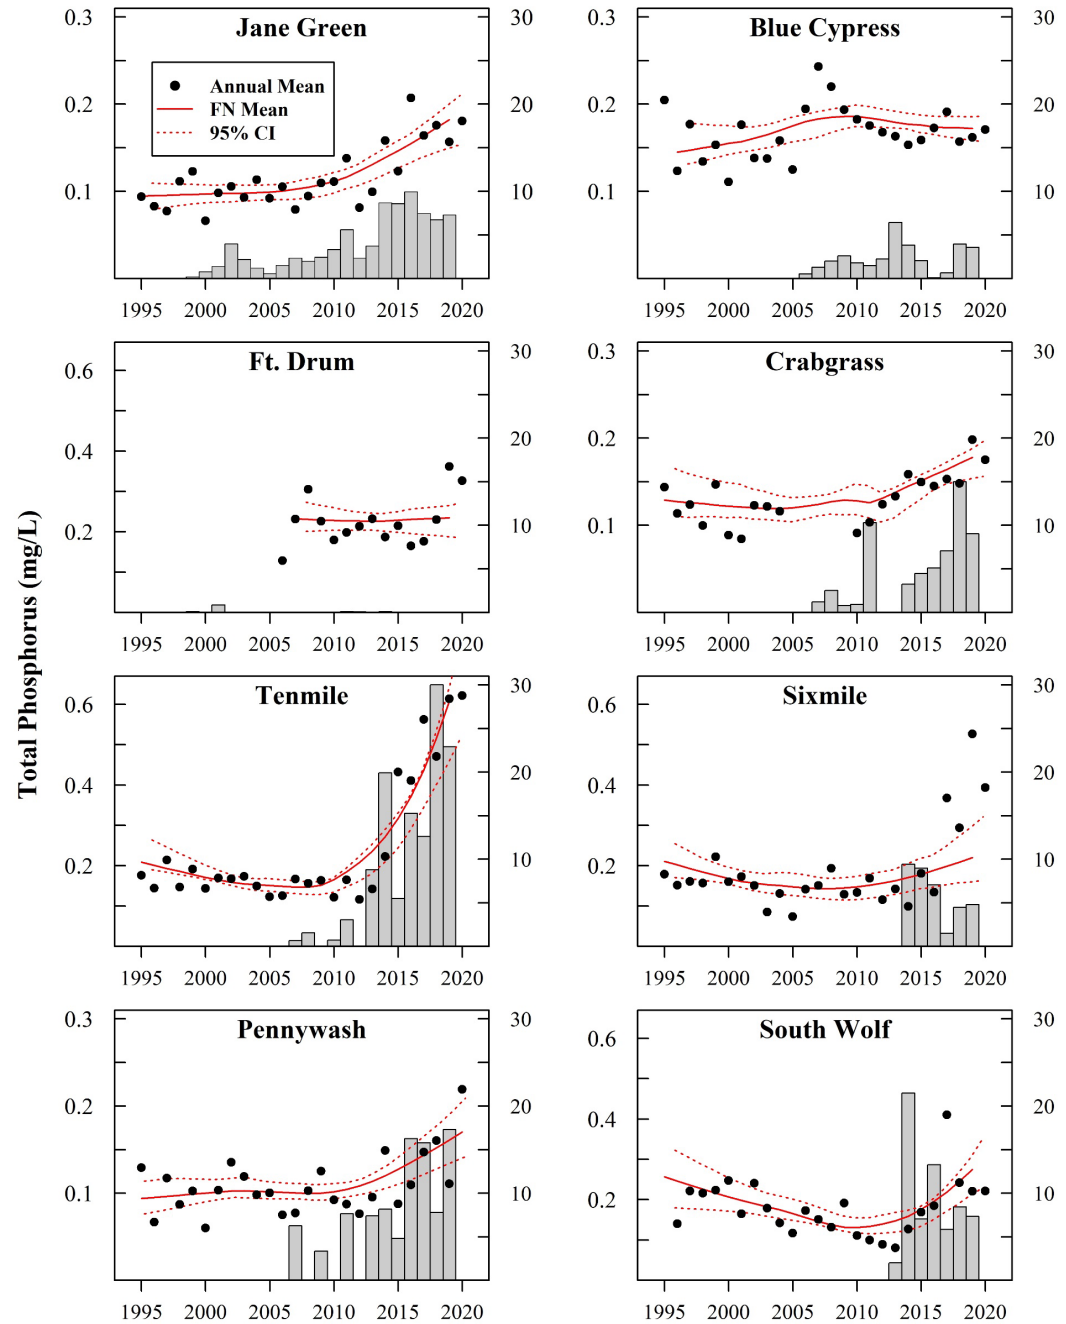 Total Phosphorus (mg/L)
Jane Green
0.3
0.2
0.1
30
20
10
Annual Mean
FN Mean
95% CI
1995 2000 2005 2010 2015 2020
Blue Cypress
0.3
0.2
0.1
30
20
10
1995 2000 2005 2010 2015 2020
Ft. Drum
0.6
0.4
0.2
30
20
10
1995 2000 2005 2010 2015 2020
Crabgrass
0.3
0.2
0.1
30
20
10
1995 2000 2005 2010 2015 2020
Tenmile
0.6
0.4
0.2
30
20
10
1995 2000 2005 2010 2015 2020
Sixmile
0.6
0.4
0.2
30
20
10
1995 2000 2005 2010 2015 2020
Pennywash
0.3
0.2
0.1
30
20
10
1995 2000 2005 2010 2015 2020
South Wolf
0.6
0.4
0.2
30
20
10
1995 2000 2005 2010 2015 2020